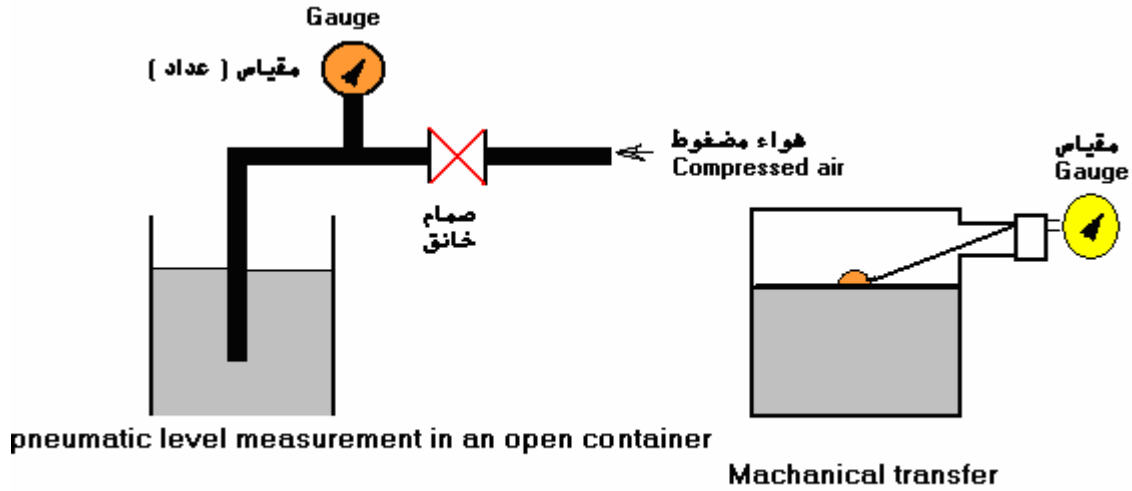 Gauge
مقياس ( عداد )
هواء مضغوط
Compressed air
صمام
خانق
pneumatic level measurement in an open container
مقياس
Gauge
Machanical transfer